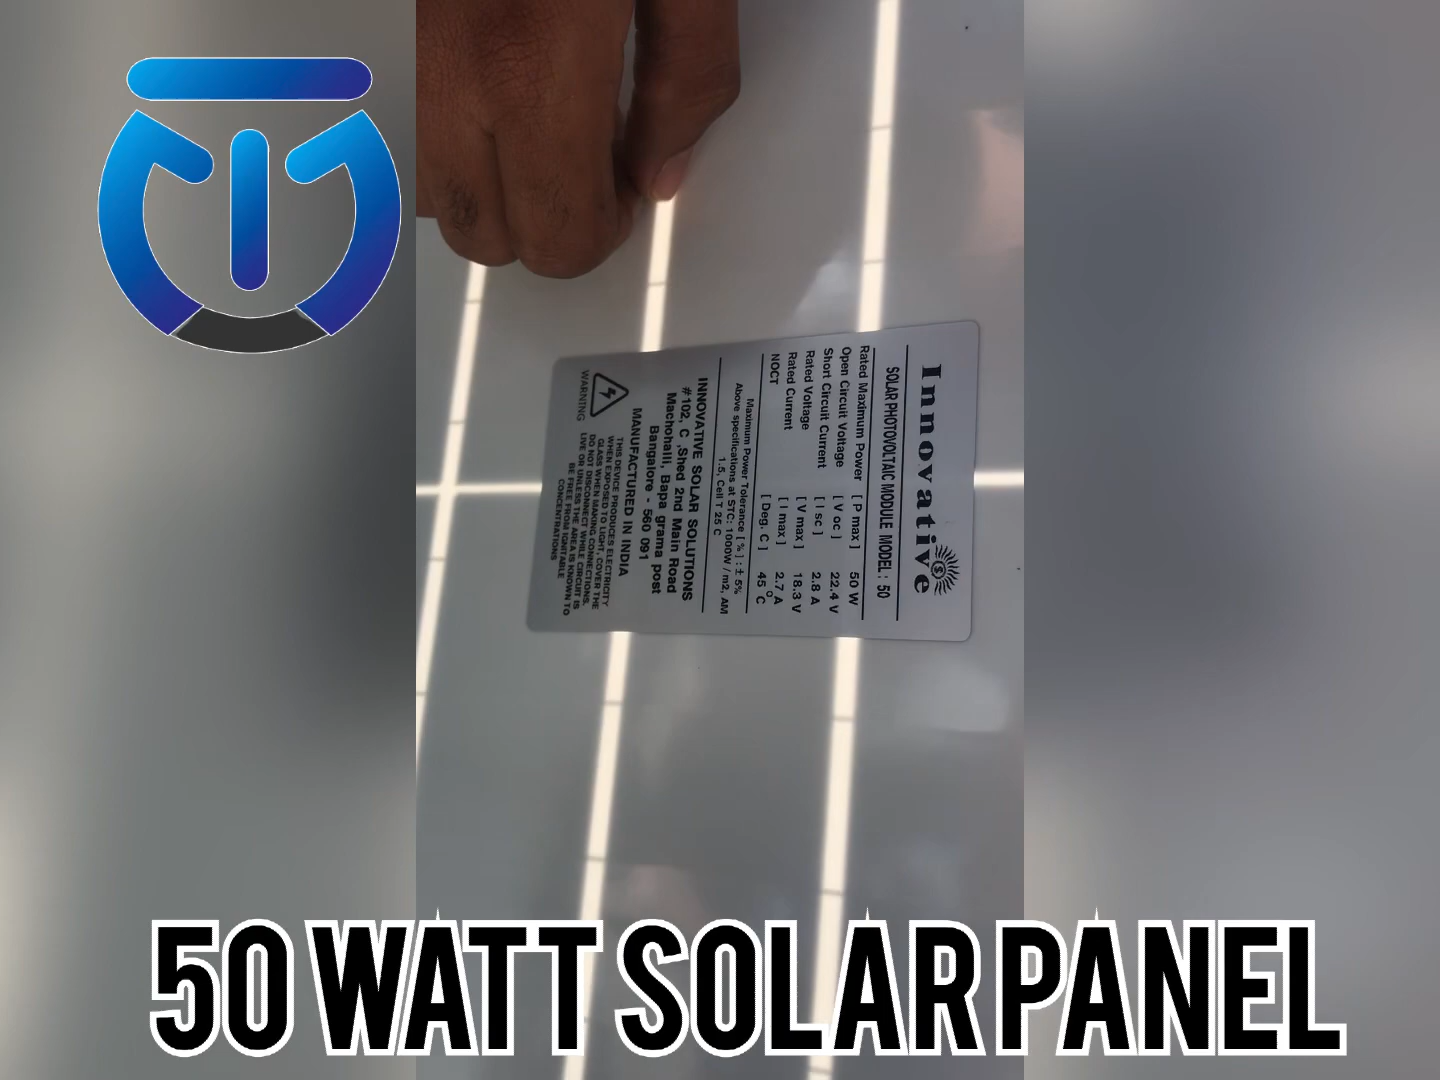 Innovative
SOLAR PHOTOVOLTAIC MODULE MODEL : 50
Rated Maximum Power [ P max ] 50 W
Open Circuit Voltage [ V oc ] 22.4 V
Short Circuit Current [ I sc ] 2.8 A
Rated Voltage [ V max ] 18.3 V
Rated Current [ I max ] 2.7 A
NOCT [ Deg. C ] 45 °C
Maximum Power Tolerance [ % ] : ± 5%
Above specifications at STC: 1000W / m2, AM
1.5, Cell T 25 C
INNOVATIVE SOLAR SOLUTIONS
#102, C ,Shed 2nd Main Road
Machohalli, Bapa grama post
Bangalore - 560 091
MANUFACTURED IN INDIA
WARNING
THIS DEVICE PRODUCES ELECTRICITY
WHEN EXPOSED TO LIGHT, COVER THE
GLASS WHEN MAKING CONNECTIONS.
DO NOT DISCONNECT WHILE CIRCUIT IS
LIVE OR UNLESS THE AREA IS KNOWN TO
BE FREE FROM IGNITABLE
CONCENTRATIONS
50 WATT SOLAR PANEL